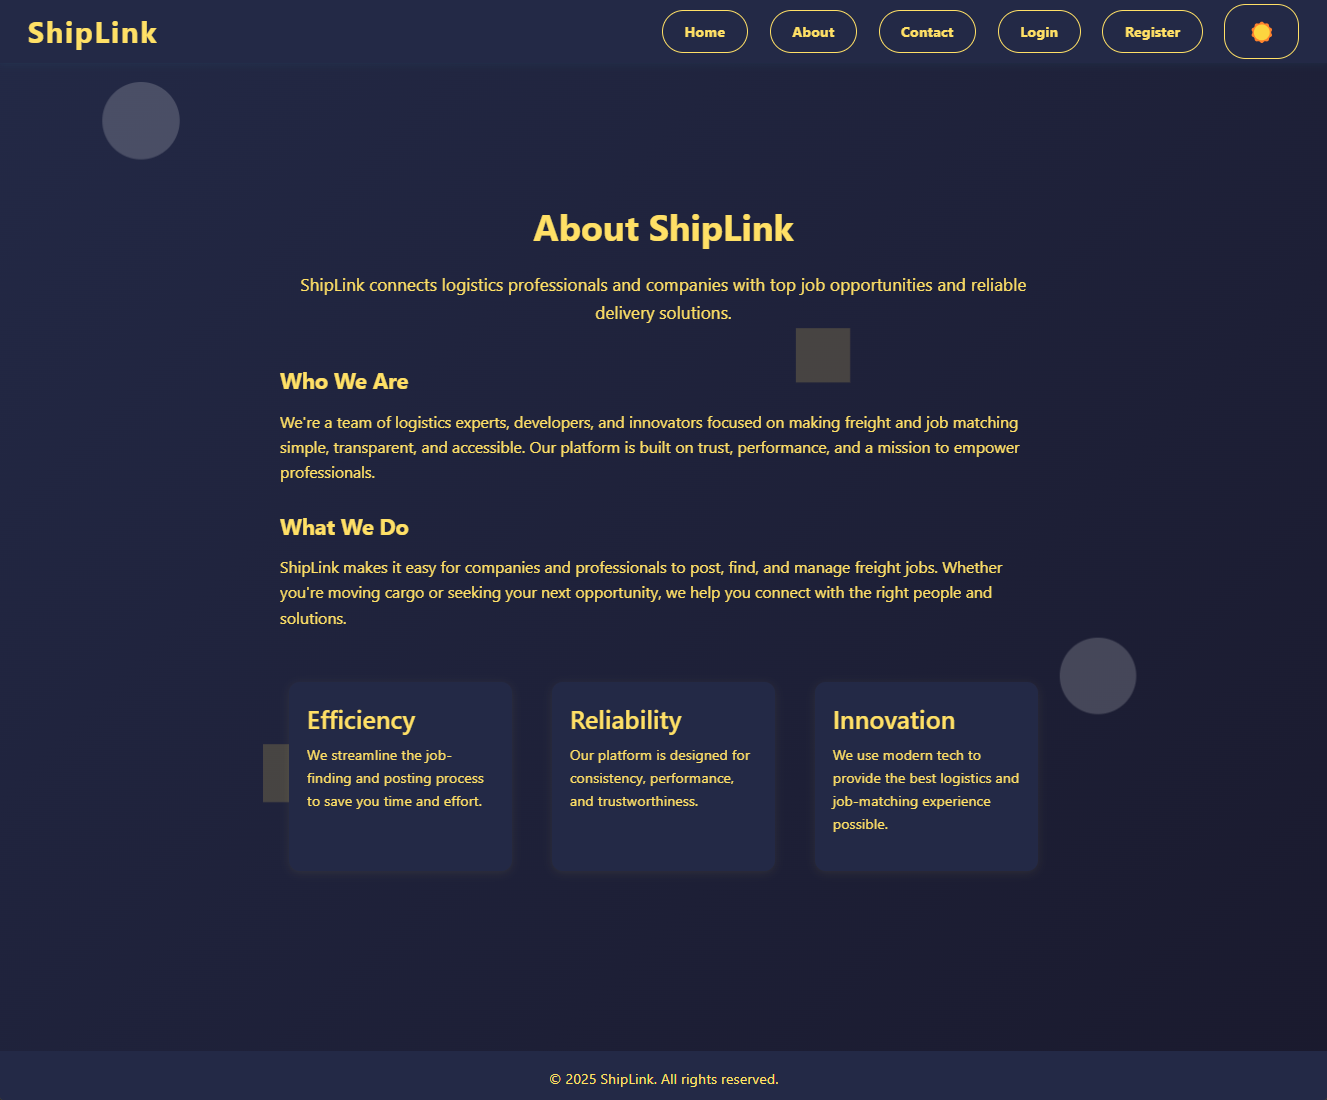 ShipLink
Home
About
Contact
Login
Register
About ShipLink
ShipLink connects logistics professionals and companies with top job opportunities and reliable
delivery solutions.
Who We Are
We're a team of logistics experts, developers, and innovators focused on making freight and job matching
simple, transparent, and accessible. Our platform is built on trust, performance, and a mission to empower
professionals.
What We Do
ShipLink makes it easy for companies and professionals to post, find, and manage freight jobs. Whether
you're moving cargo or seeking your next opportunity, we help you connect with the right people and
solutions.
Efficiency
We streamline the job-
finding and posting process
to save you time and effort.
Reliability
Our platform is designed for
consistency, performance,
and trustworthiness.
Innovation
We use modern tech to
provide the best logistics and
job-matching experience
possible.
© 2025 ShipLink. All rights reserved.